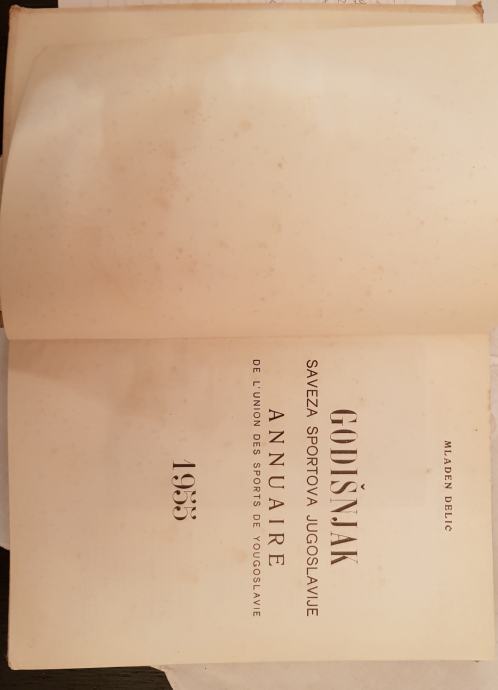 MLADEN DELIĆ
GODIŠNJAK
SAVEZA SPORTOVA JUGOSLAVIJE
ANNUAIRE
DE L'UNION DES SPORTS DE YOUGOSLAVIE
1955